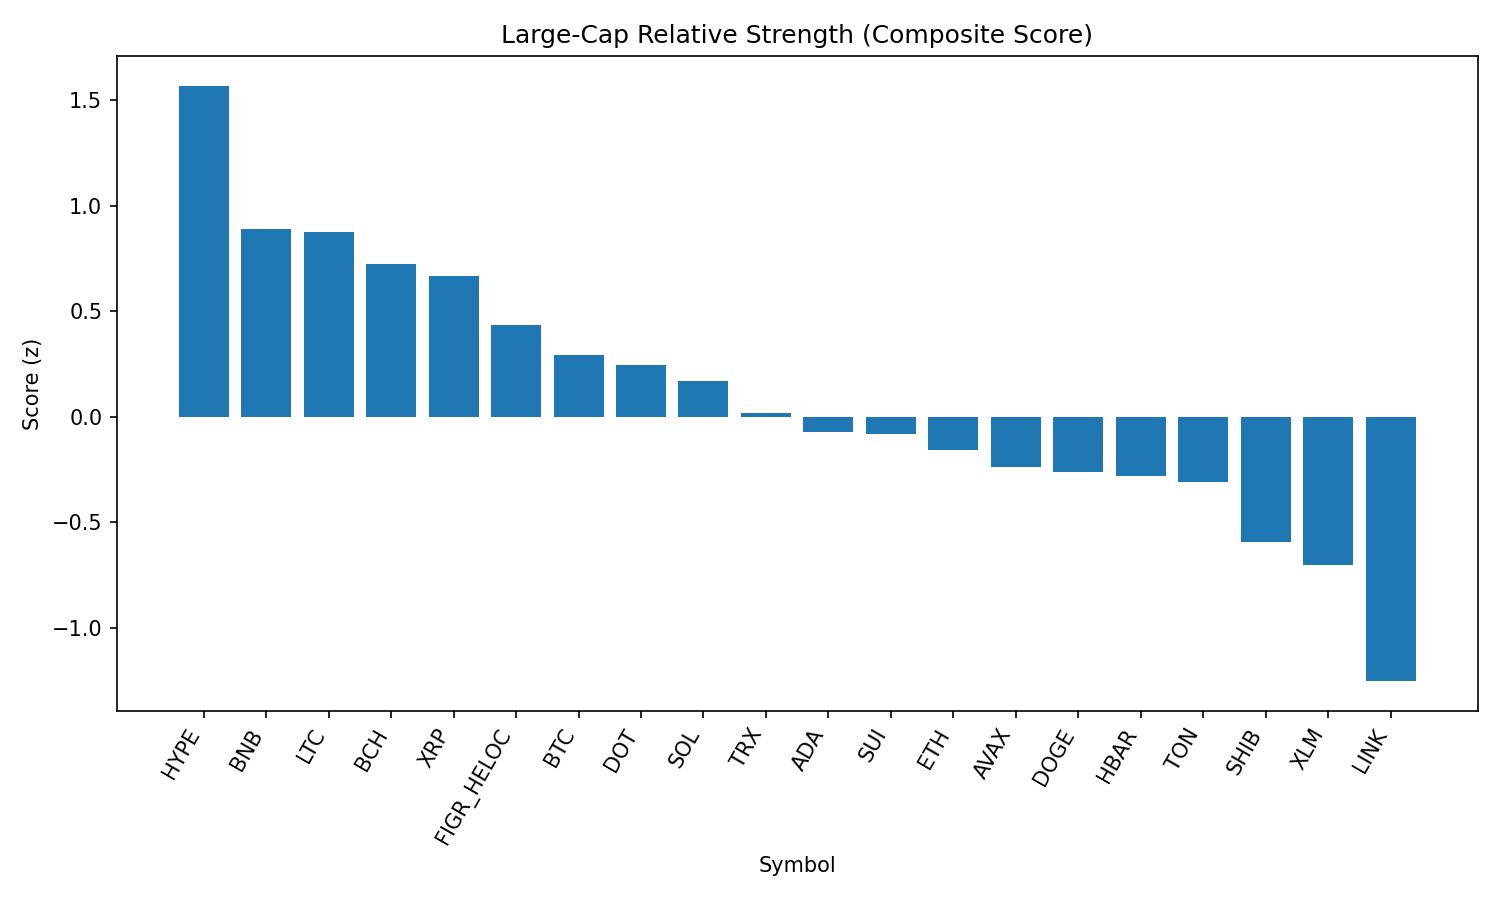 Large-Cap Relative Strength (Composite Score)
Score (z)
1.5
1.0
0.5
0.0
−0.5
−1.0
HYPE
BNB
LTC
BCH
XRP
FIGR_HELOC
BTC
DOT
SOL
TRX
ADA
SUI
ETH
AVAX
DOGE
HBAR
TON
SHIB
XLM
LINK
Symbol